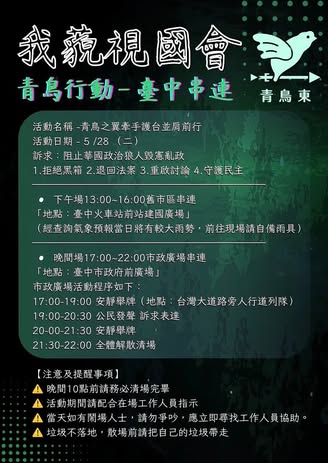 我藐視國會
青鳥行動－臺中串連
青鳥東
活動名稱 -青鳥之翼牽手護台並肩前行
活動日期 - 5 /28 （二）
訴求：阻止華國政治狼人毀憲亂政
1.拒絕黑箱 2.退回法案 3.重啟討論 4.守護民主
● 下午場13:00~16:00舊市區串連
「地點：臺中火車站前站建國廣場」
（經查詢氣象預報當日將有較大雨勢，前往現場請自備雨具）
● 晚間場17:00~22:00市政廣場串連
「地點：臺中市政府前廣場」
市政廣場活動程序如下：
17:00-19:00 安靜舉牌（地點：台灣大道路旁人行道列隊）
19:00-20:30 公民發聲 訴求表達
20-00-21:30 安靜舉牌
21:30-22:00 全體解散清場
【注意及提醒事項】
⚠️ 晚間10點前請務必清場完畢
⚠️ 活動期間請配合在場工作人員指示
⚠️ 當天如有鬧場人士，請勿爭吵，應立即尋找工作人員協助。
⚠️ 垃圾不落地，散場前請把自己的垃圾帶走